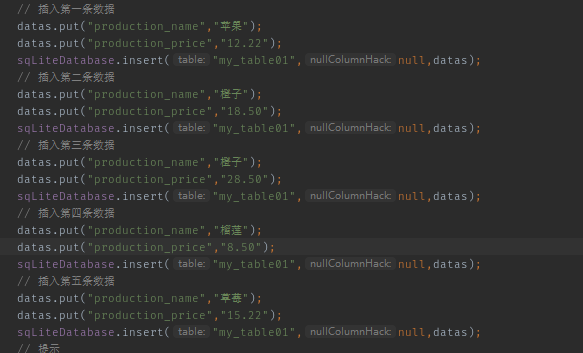 // 插入第一条数据
datas.put("production_name","苹果");
datas.put("production_price","12.22");
sqLiteDatabase.insert( table: "my_table01", nullColumnHack: null,datas);
// 插入第二条数据
datas.put("production_name","橙子");
datas.put("production_price","18.50");
sqLiteDatabase.insert( table: "my_table01", nullColumnHack: null,datas);
// 插入第三条数据
datas.put("production_name","橙子");
datas.put("production_price","28.50");
sqLiteDatabase.insert( table: "my_table01", nullColumnHack: null,datas);
// 插入第四条数据
datas.put("production_name","榴莲");
datas.put("production_price","8.50");
sqLiteDatabase.insert( table: "my_table01", nullColumnHack: null,datas);
// 插入第五条数据
datas.put("production_name","草莓");
datas.put("production_price","15.22");
sqLiteDatabase.insert( table: "my_table01", nullColumnHack: null,datas);
// 提示